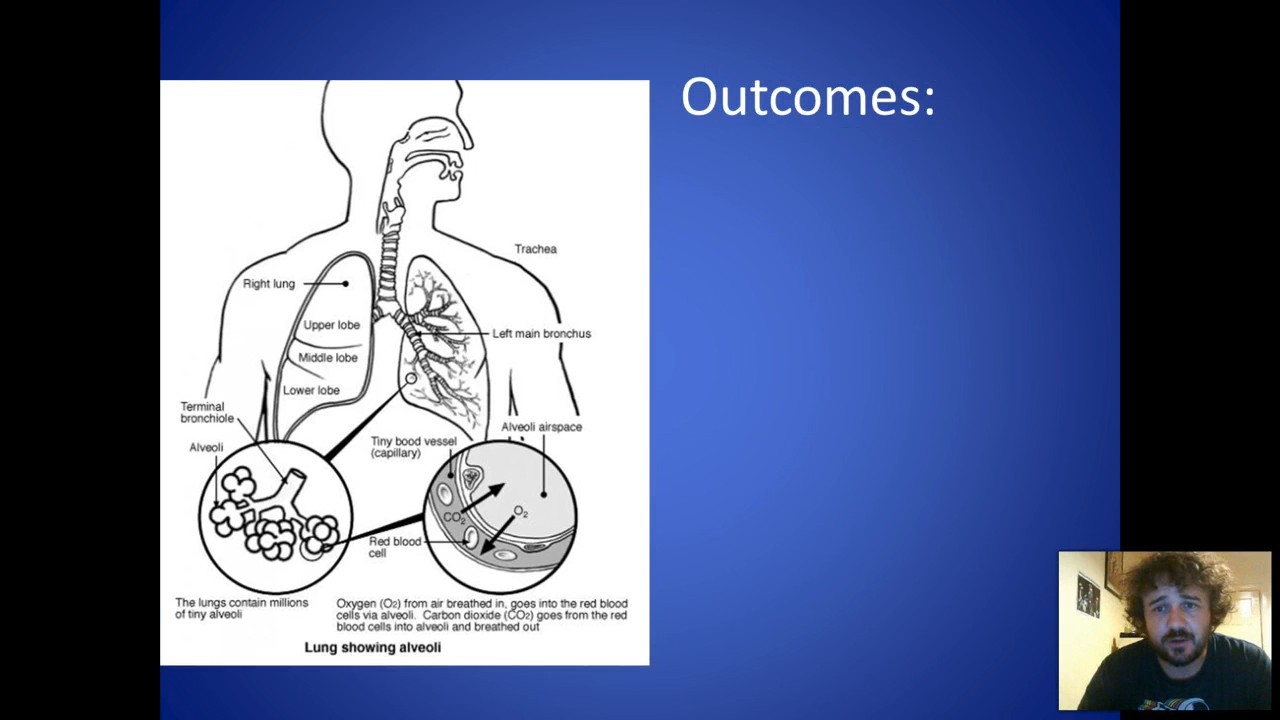 Outcomes:
Trachea
Right lung
Upper lobe
Left main bronchus
Middle lobe
Lower lobe
Terminal
bronchiole
Alveoli airspace
Tiny bood vessel
(capillary)
Alveoli
CO2
O2
Red blood
cell
The lungs contain millions
of tiny alveoli
Oxygen (O2) from air breathed in, goes into the red blood
cells via alveoli. Carbon dioxide (CO2) goes from the red
blood cells into alveoli and breathed out
Lung showing alveoli